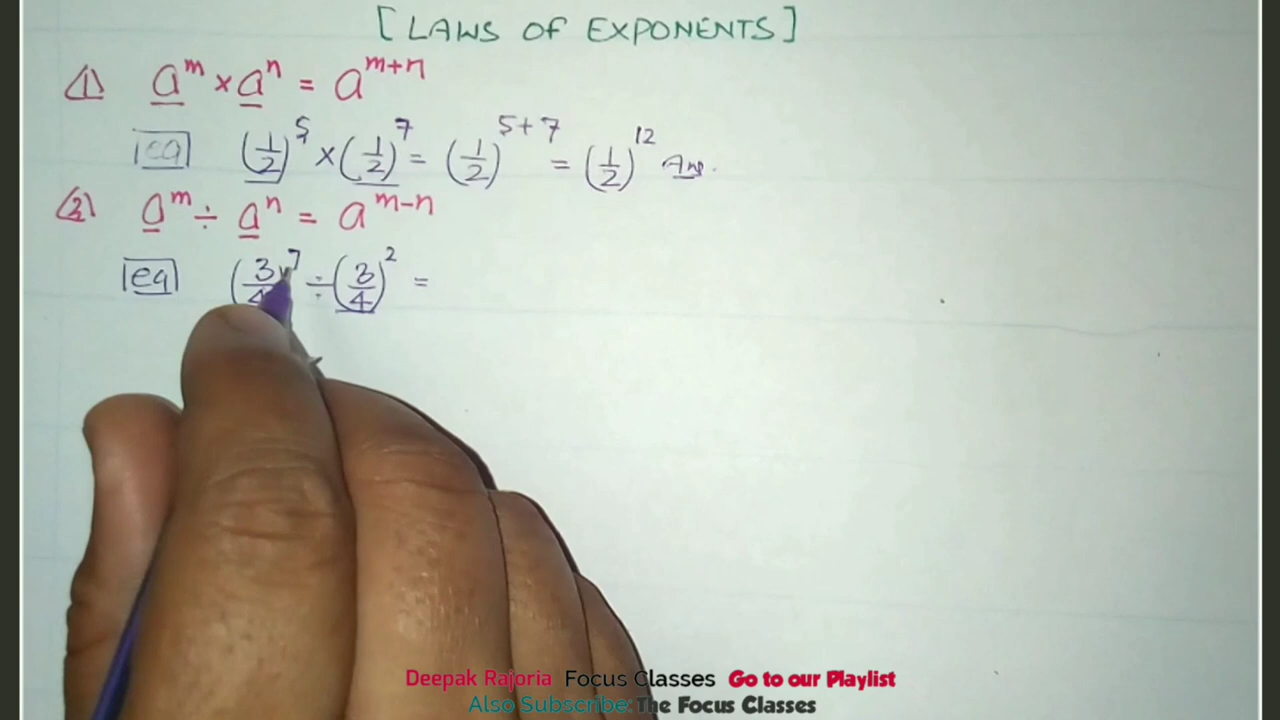 [LAWS OF EXPONENTS]
(1) a^m × a^n = a^{m+n}
eg (1/2)^5 × (1/2)^7 = (1/2)^{5+7} = (1/2)^{12} Ans.
(2) a^m ÷ a^n = a^{m-n}
eg (3/4)^7 ÷ (3/4)^2 =
Deepak Rajoria Focus Classes Go to our Playlist
Also Subscribe: The Focus Classes